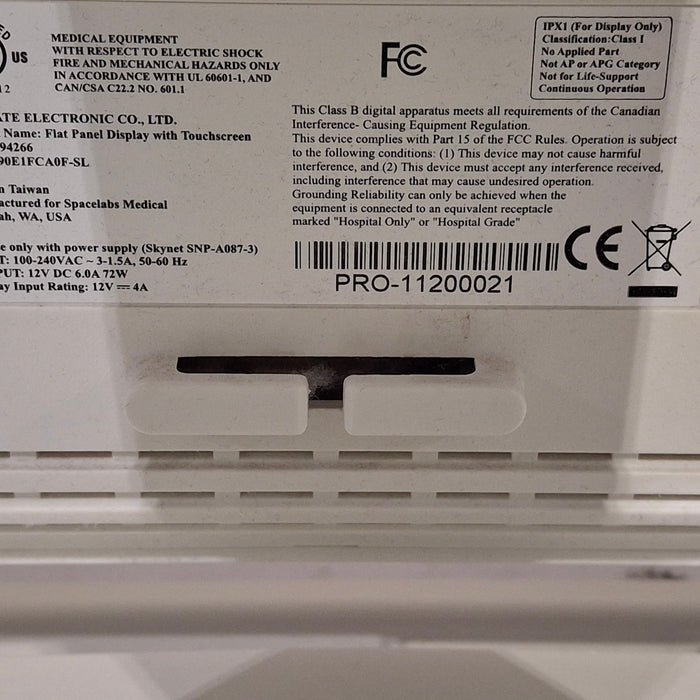 US
MEDICAL EQUIPMENT
WITH RESPECT TO ELECTRIC SHOCK
FIRE AND MECHANICAL HAZARDS ONLY
IN ACCORDANCE WITH UL 60601-1, AND
CAN/CSA C22.2 NO. 601.1
FC
IPX1 (For Display Only)
Classification:Class I
No Applied Part
Not AP or APG Category
Not for Life-Support
Continuous Operation
ATE ELECTRONIC CO., LTD.
Name: Flat Panel Display with Touchscreen
94266
90E1FCA0F-SL
n Taiwan
actured for Spacelabs Medical
ah, WA, USA
e only with power supply (Skynet SNP-A087-3)
T: 100-240VAC ~ 3-1.5A, 50-60 Hz
PUT: 12V DC 6.0A 72W
ay Input Rating: 12V ⎓ 4A
This Class B digital apparatus meets all requirements of the Canadian
Interference- Causing Equipment Regulation.
This device complies with Part 15 of the FCC Rules. Operation is subject
to the following conditions: (1) This device may not cause harmful
interference, and (2) This device must accept any interference received,
including interference that may cause undesired operation.
Grounding Reliability can only be achieved when the
equipment is connected to an equivalent receptacle
marked "Hospital Only" or "Hospital Grade"
CE
PRO-11200021